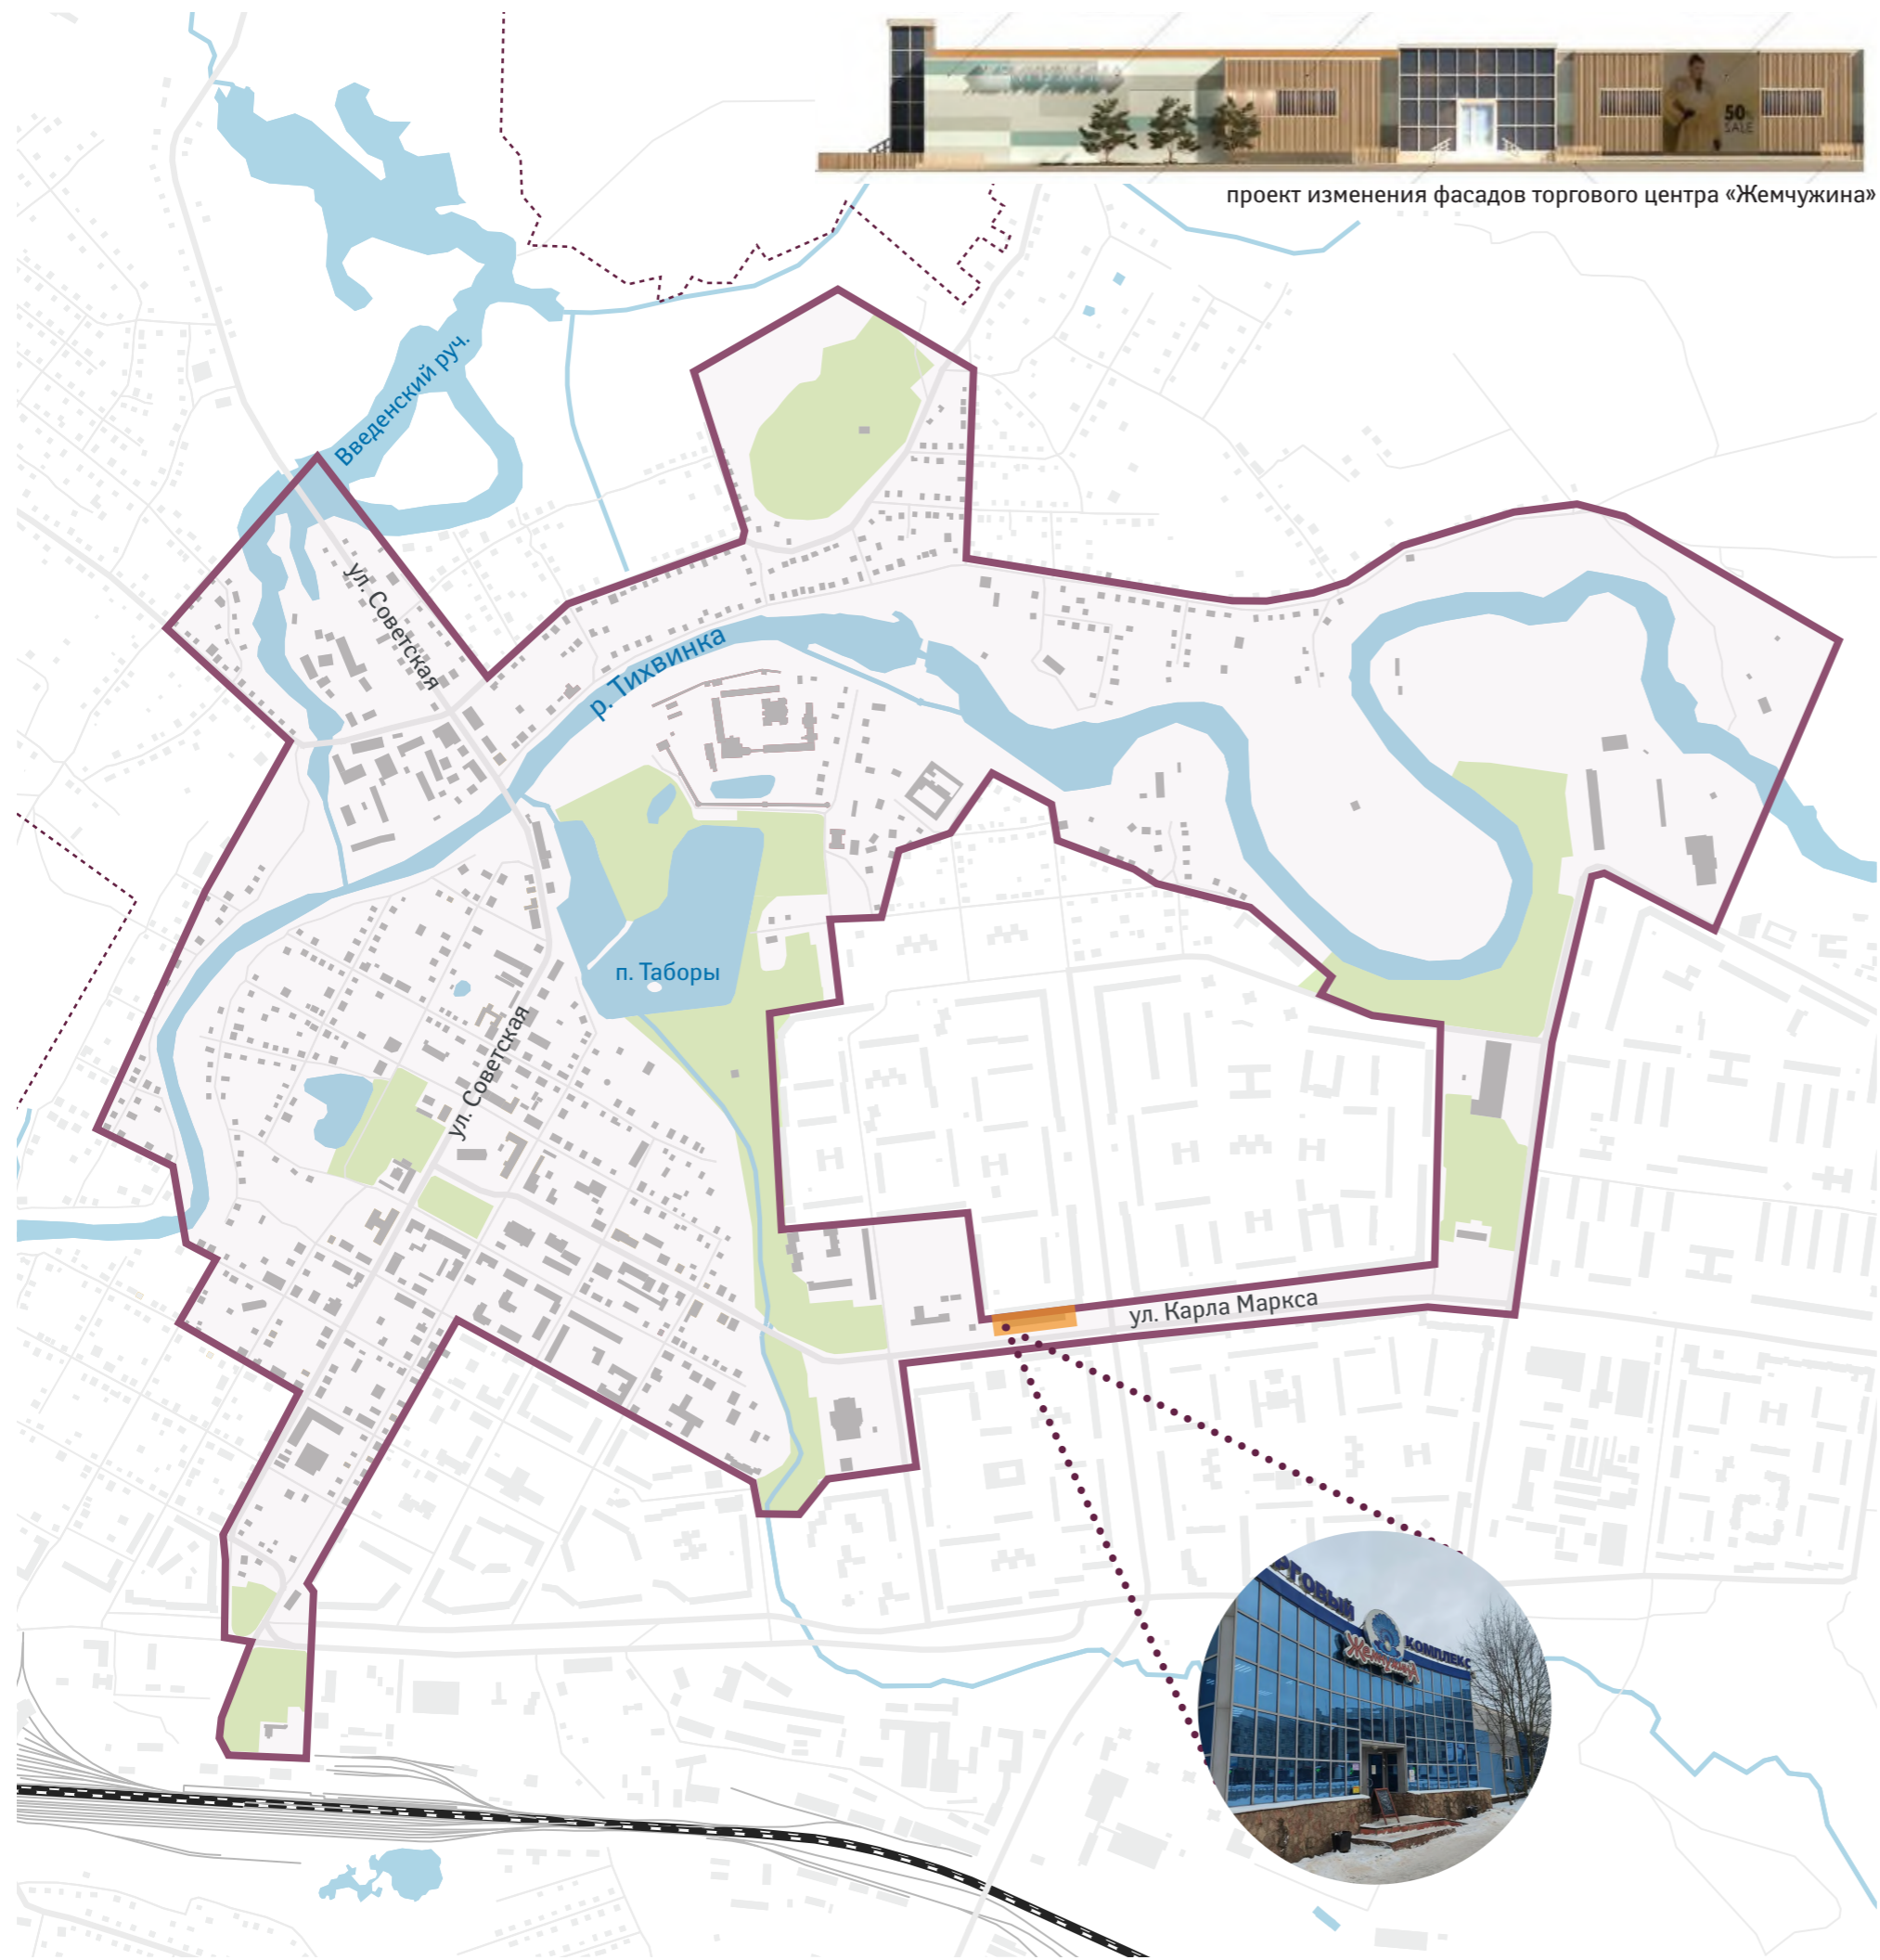 50
SALE
проект изменения фасадов торгового центра «Жемчужина»
Введенский руч.
ул. Советская
р. Тихвинка
п. Таборы
ул. Советская
ул. Карла Маркса
РГОВЫЙ
Жемчужина
КОМПЛЕКС